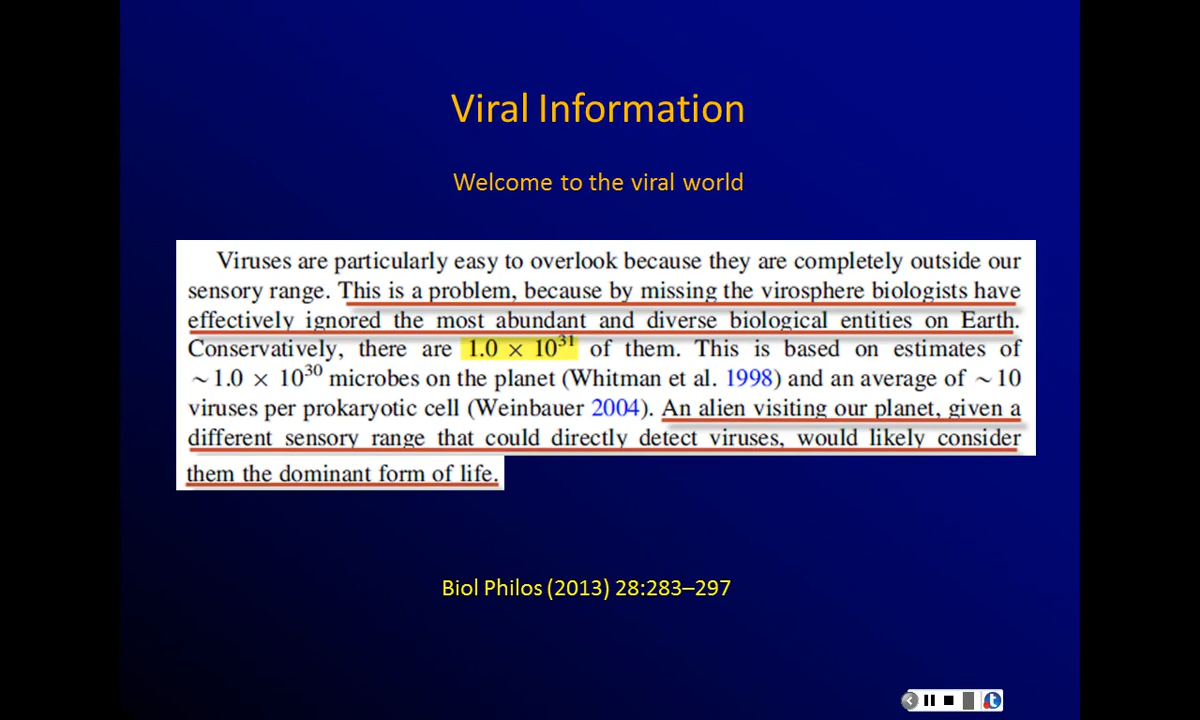 Viral Information
Welcome to the viral world
Viruses are particularly easy to overlook because they are completely outside our
sensory range. This is a problem, because by missing the virosphere biologists have
effectively ignored the most abundant and diverse biological entities on Earth.
Conservatively, there are 1.0 × 10³¹ of them. This is based on estimates of
~1.0 × 10³⁰ microbes on the planet (Whitman et al. 1998) and an average of ~10
viruses per prokaryotic cell (Weinbauer 2004). An alien visiting our planet, given a
different sensory range that could directly detect viruses, would likely consider
them the dominant form of life.
Biol Philos (2013) 28:283–297